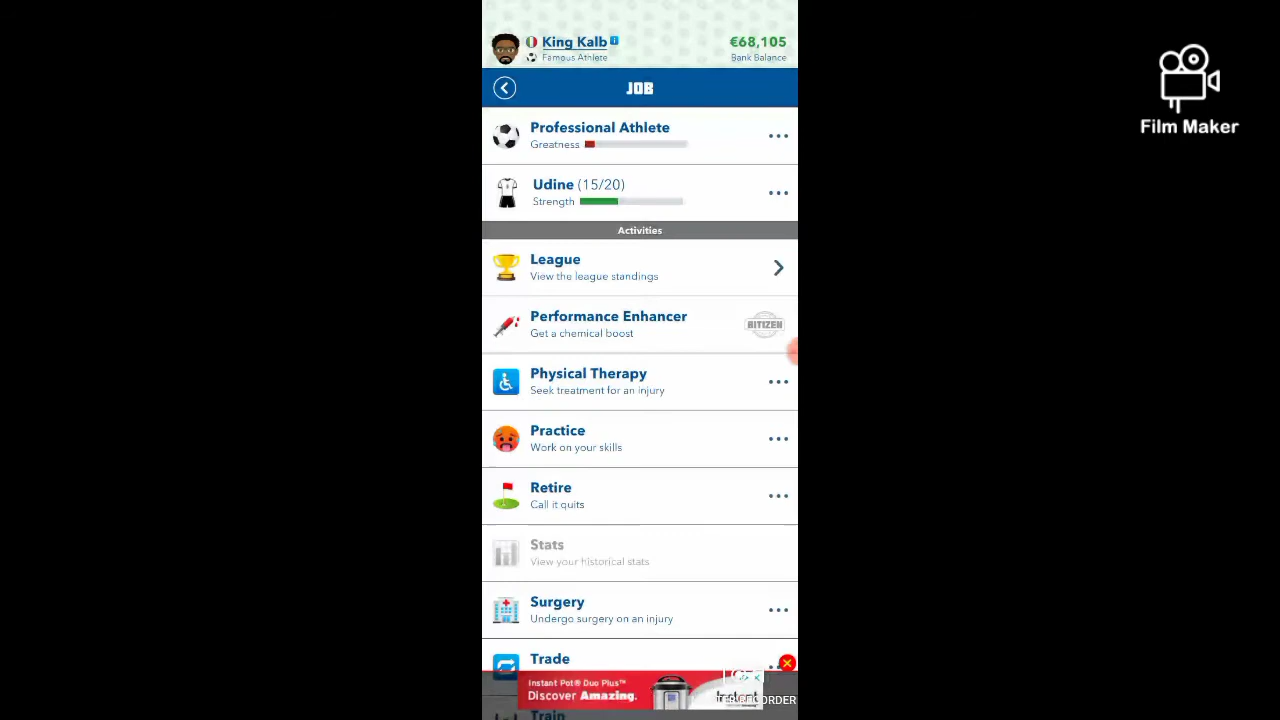 King Kalb
Famous Athlete
€68,105
Bank Balance
Film Maker
JOB
Professional Athlete
Greatness
Udine (15/20)
Strength
Activities
League
View the league standings
Performance Enhancer
Get a chemical boost
BITIZEN
Physical Therapy
Seek treatment for an injury
Practice
Work on your skills
Retire
Call it quits
Stats
View your historical stats
Surgery
Undergo surgery on an injury
Trade
Instant Pot® Duo Plus™
Discover Amazing.
Instant
RECORDER
Train